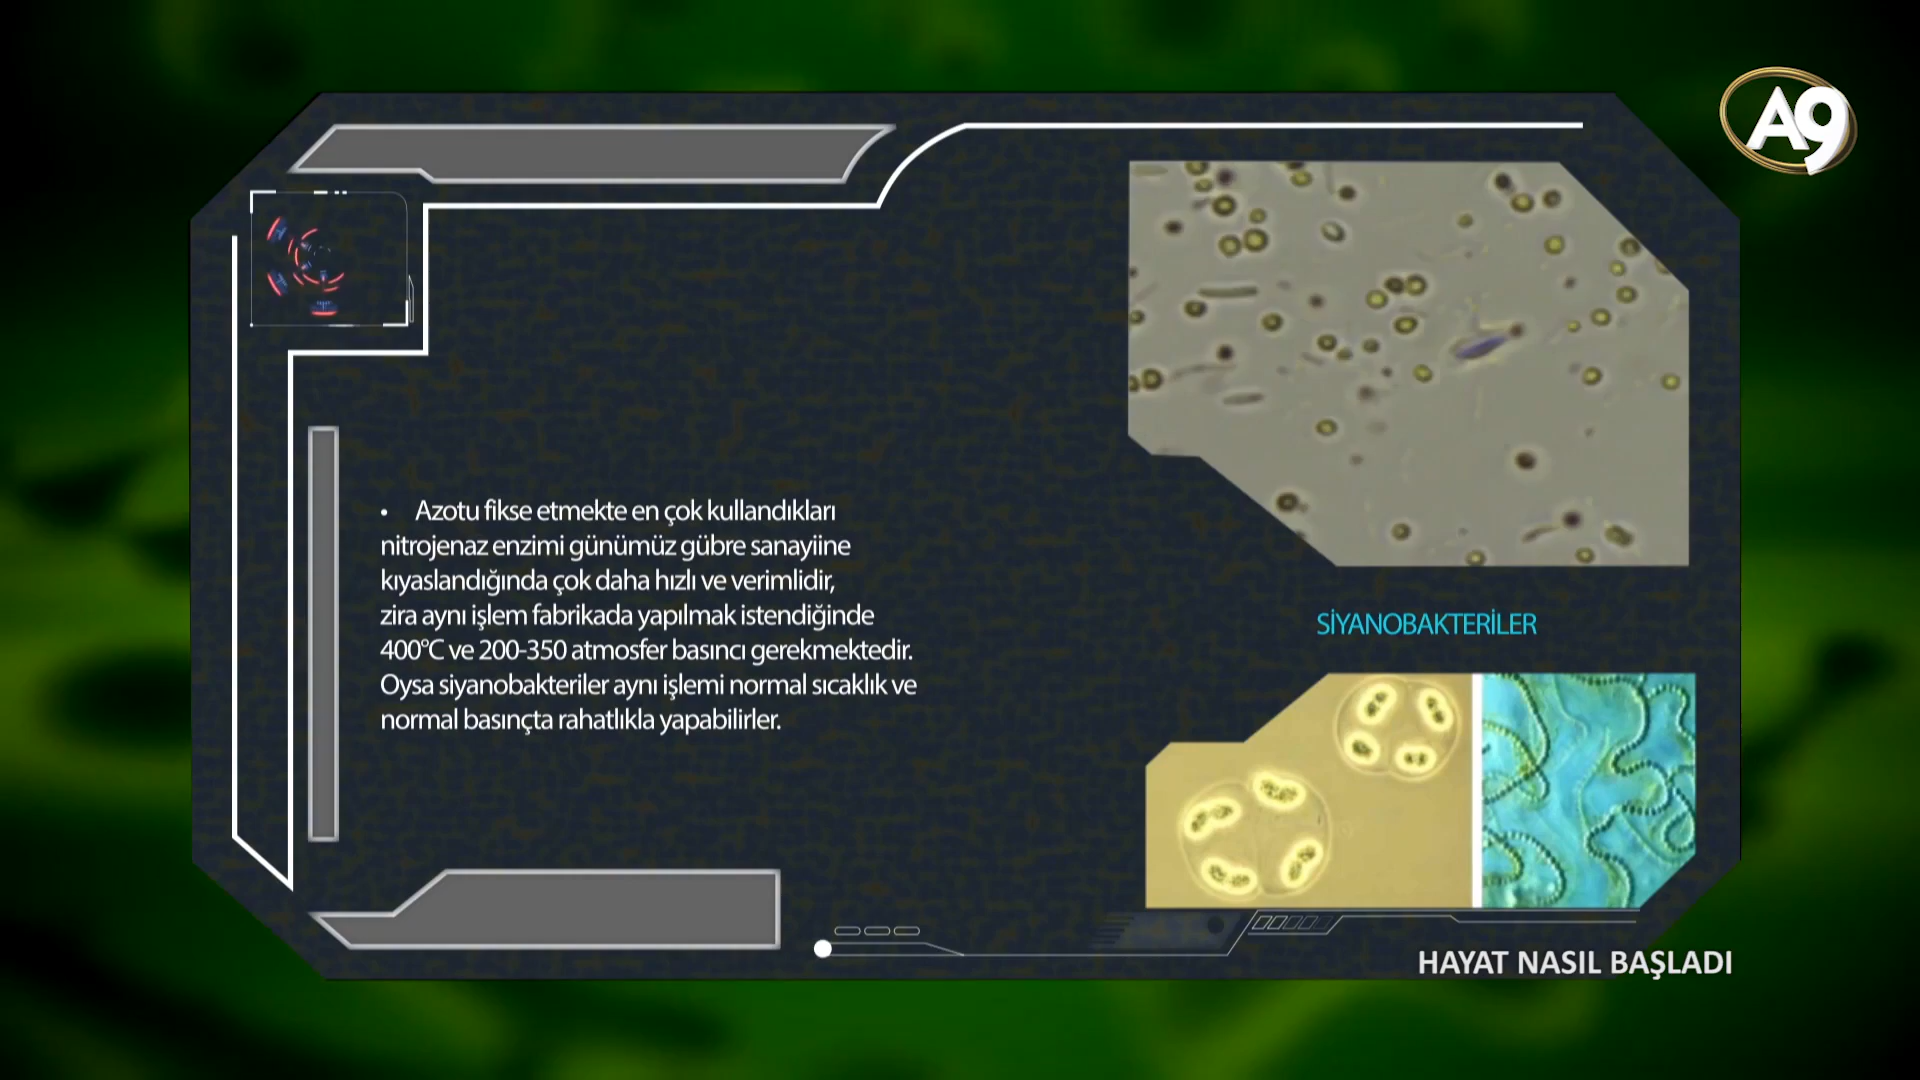 A9
• Azotu fikse etmekte en çok kullandıkları
nitrojenaz enzimi günümüz gübre sanayiine
kıyaslandığında çok daha hızlı ve verimlidir,
zira aynı işlem fabrikada yapılmak istendiğinde
400°C ve 200-350 atmosfer basıncı gerekmektedir.
Oysa siyanobakteriler aynı işlemi normal sıcaklık ve
normal basınçta rahatlıkla yapabilirler.
SİYANOBAKTERİLER
HAYAT NASIL BAŞLADI